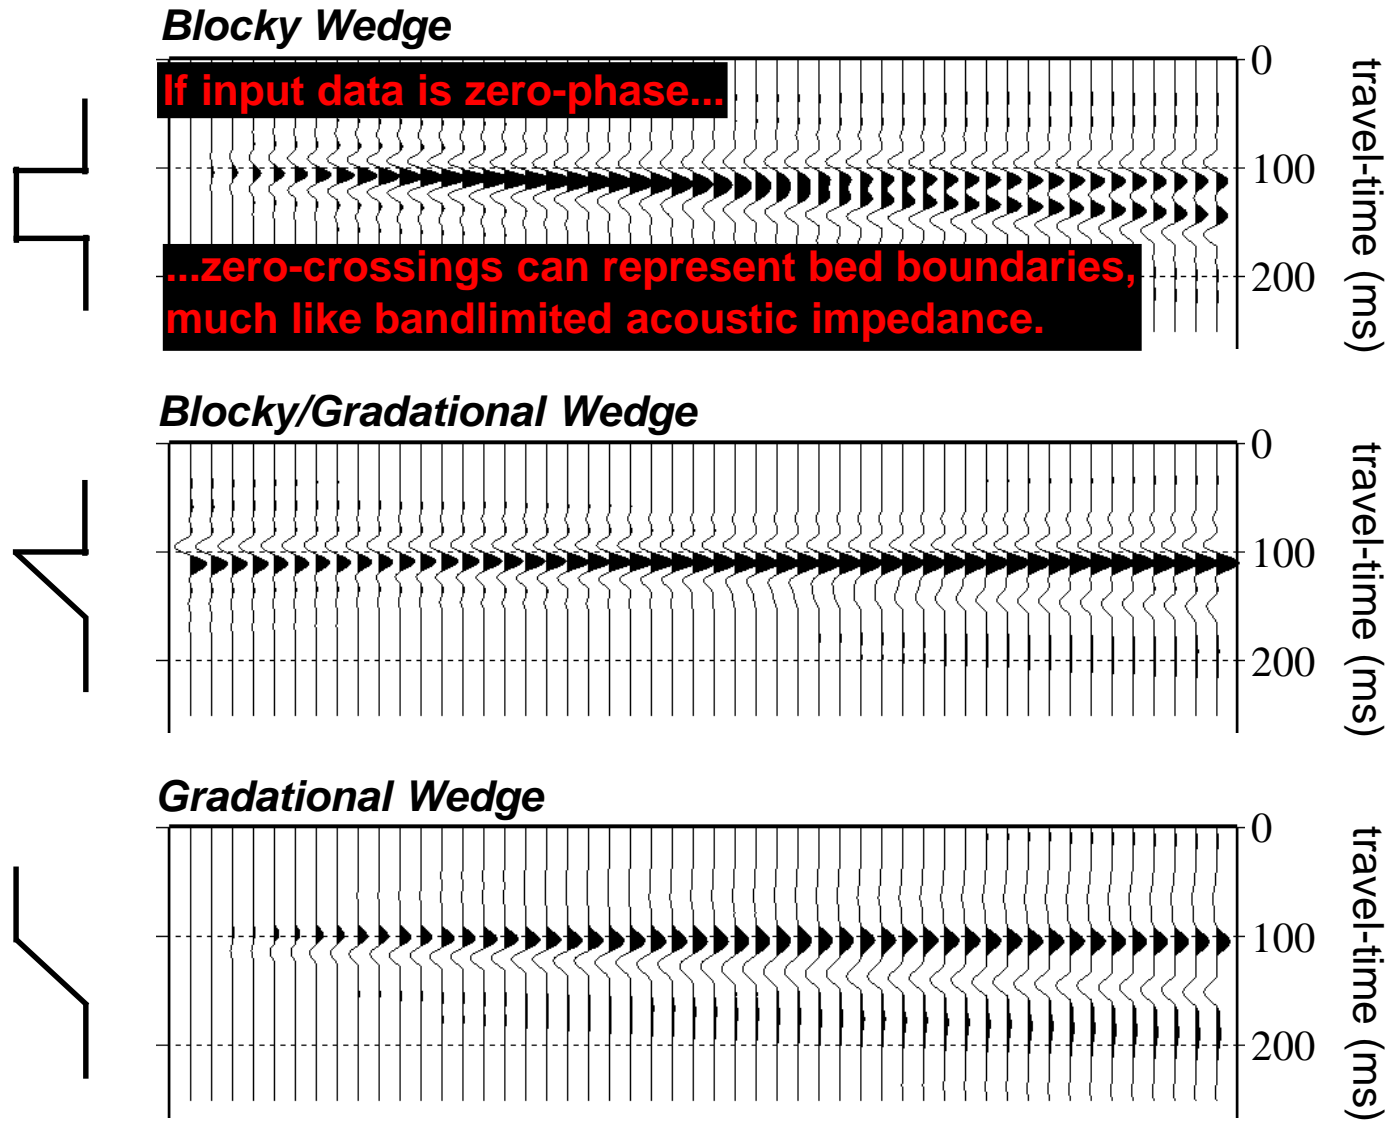 Blocky Wedge
If input data is zero-phase...
0
100
200
travel-time (ms)
...zero-crossings can represent bed boundaries,
much like bandlimited acoustic impedance.
Blocky/Gradational Wedge
0
100
200
travel-time (ms)
Gradational Wedge
0
100
200
travel-time (ms)